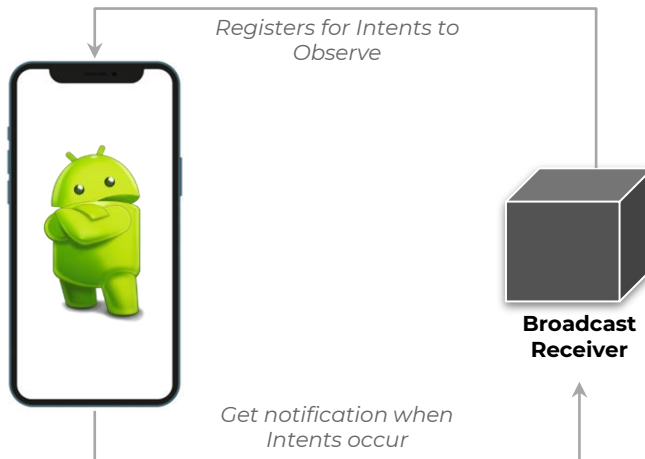 Registers for Intents to
Observe
Broadcast
Receiver
Get notification when
Intents occur